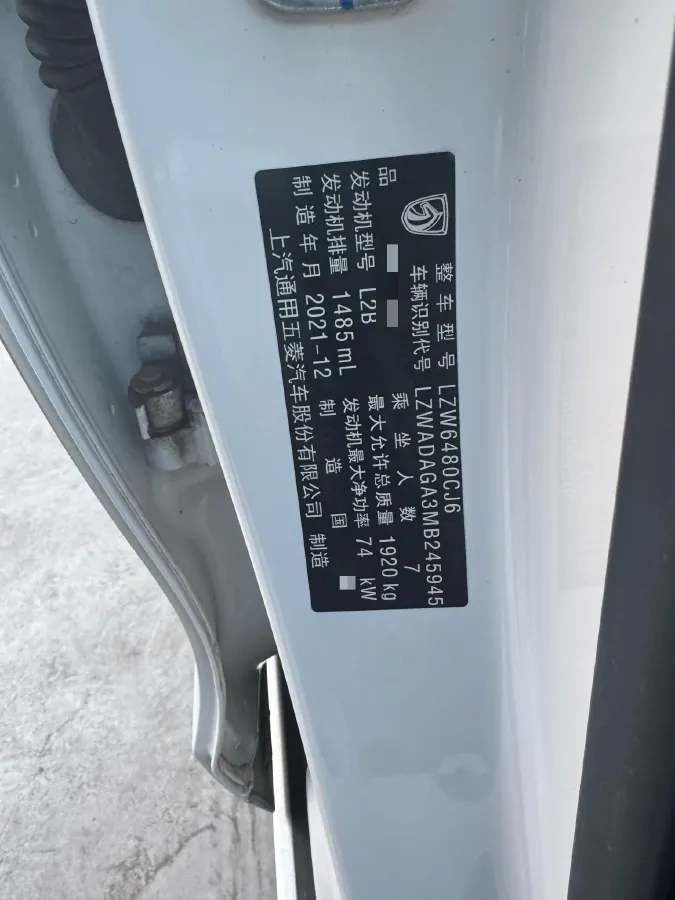 整车型号 LZW6480CJ6
车辆识别代号 LZWADAGA3MB245945
品
乘坐人数 7
发动机型号 L2B
最大允许总质量 1920 kg
发动机排量 1485 mL
发动机最大净功率 74 kW
制造年月 2021-12
制造国
上汽通用五菱汽车股份有限公司 制造